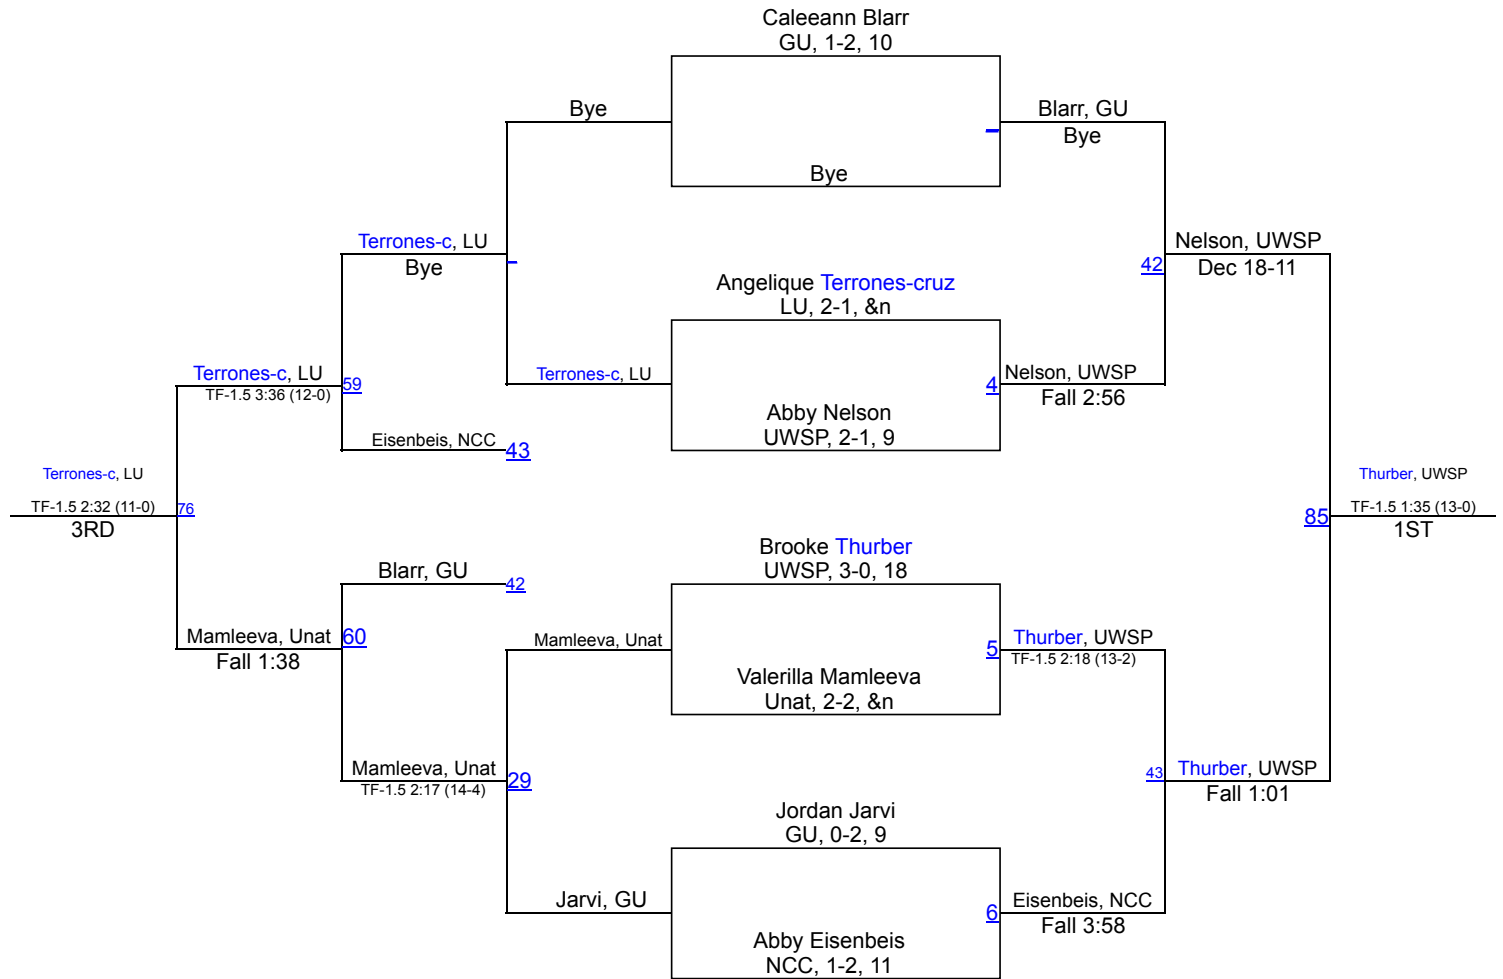 Caleeann Blarr
GU, 1-2, 10
Bye
Blarr, GU
Bye
Bye
Terrones-c, LU
Bye
Nelson, UWSP
42
Dec 18-11
Angelique Terrones-cruz
LU, 2-1, &n
Terrones-c, LU
59
TF-1.5 3:36 (12-0)
Terrones-c, LU
4
Nelson, UWSP
Fall 2:56
Abby Nelson
UWSP, 2-1, 9
Eisenbeis, NCC
43
Terrones-c, LU
TF-1.5 2:32 (11-0)
76
3RD
Thurber, UWSP
85
TF-1.5 1:35 (13-0)
1ST
Brooke Thurber
UWSP, 3-0, 18
Blarr, GU
42
Mamleeva, Unat
60
Fall 1:38
Mamleeva, Unat
5
Thurber, UWSP
TF-1.5 2:18 (13-2)
Valerilla Mamleeva
Unat, 2-2, &n
Mamleeva, Unat
29
TF-1.5 2:17 (14-4)
43
Thurber, UWSP
Fall 1:01
Jordan Jarvi
GU, 0-2, 9
Jarvi, GU
6
Eisenbeis, NCC
Fall 3:58
Abby Eisenbeis
NCC, 1-2, 11